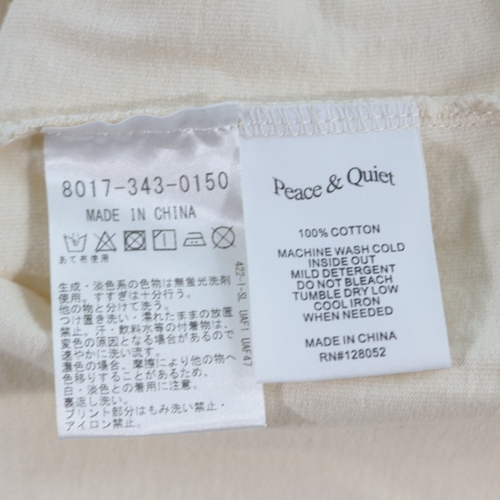 8017-343-0150
MADE IN CHINA
あて布使用
生成・淡色系の色物は無蛍光洗剤
使用。すすぎは十分行う。
他の物と分けて洗う。
つけ置き洗い・濡れたままの放置
禁止。汗・飲料水等の付着物は、
変色の原因となる場合があるので
速やかに洗い流す。
濃色の場合、摩擦により他の物へ
色移りすることがあるため、
白・淡色との着用に注意。
裏返し洗い。
プリント部分はもみ洗い禁止・
アイロン禁止。
422-1-SL UAF1 UAF47
Peace & Quiet
100% COTTON
MACHINE WASH COLD
INSIDE OUT
MILD DETERGENT
DO NOT BLEACH
TUMBLE DRY LOW
COOL IRON
WHEN NEEDED
MADE IN CHINA
RN#128052